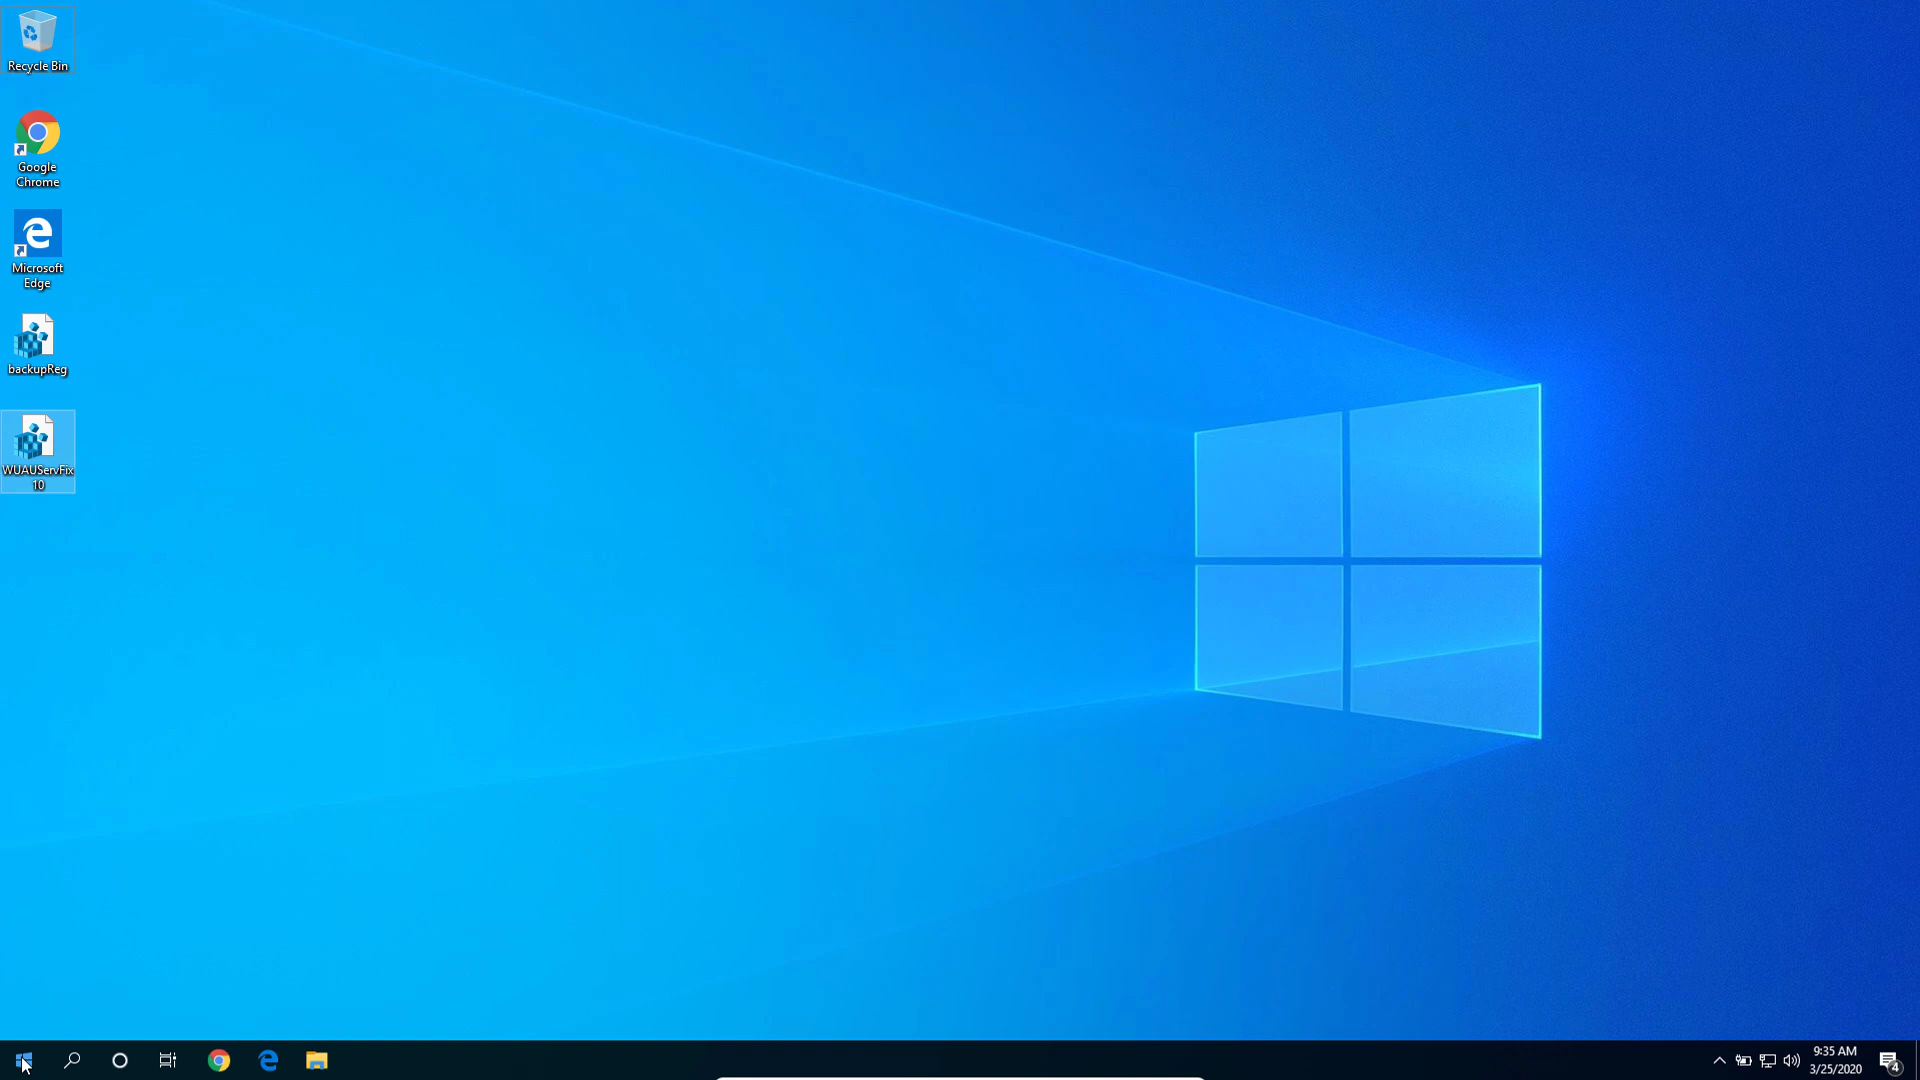 Recycle Bin
Google
Chrome
Microsoft
Edge
backupReg
WUAUServFix
10
9:35 AM
3/25/2020
4